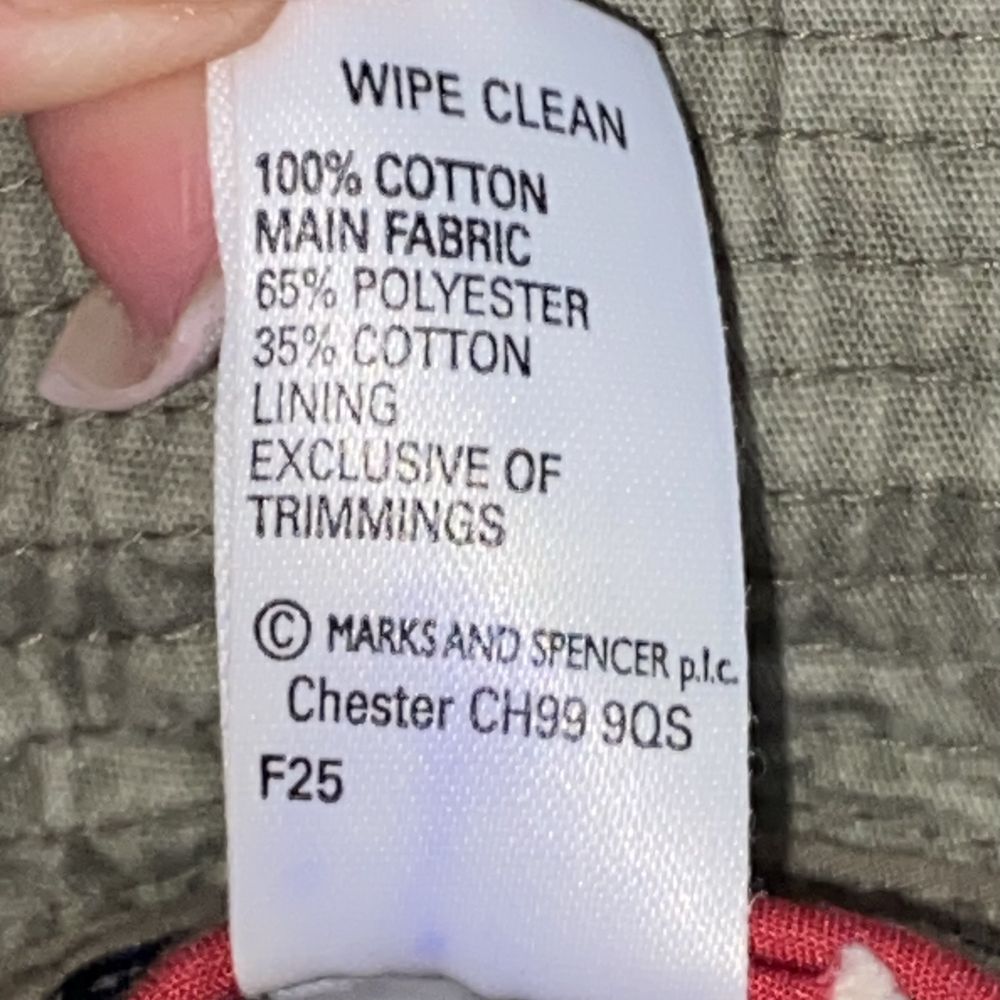 WIPE CLEAN
100% COTTON
MAIN FABRIC
65% POLYESTER
35% COTTON
LINING
EXCLUSIVE OF
TRIMMINGS
© MARKS AND SPENCER p.l.c.
Chester CH99 9QS
F25